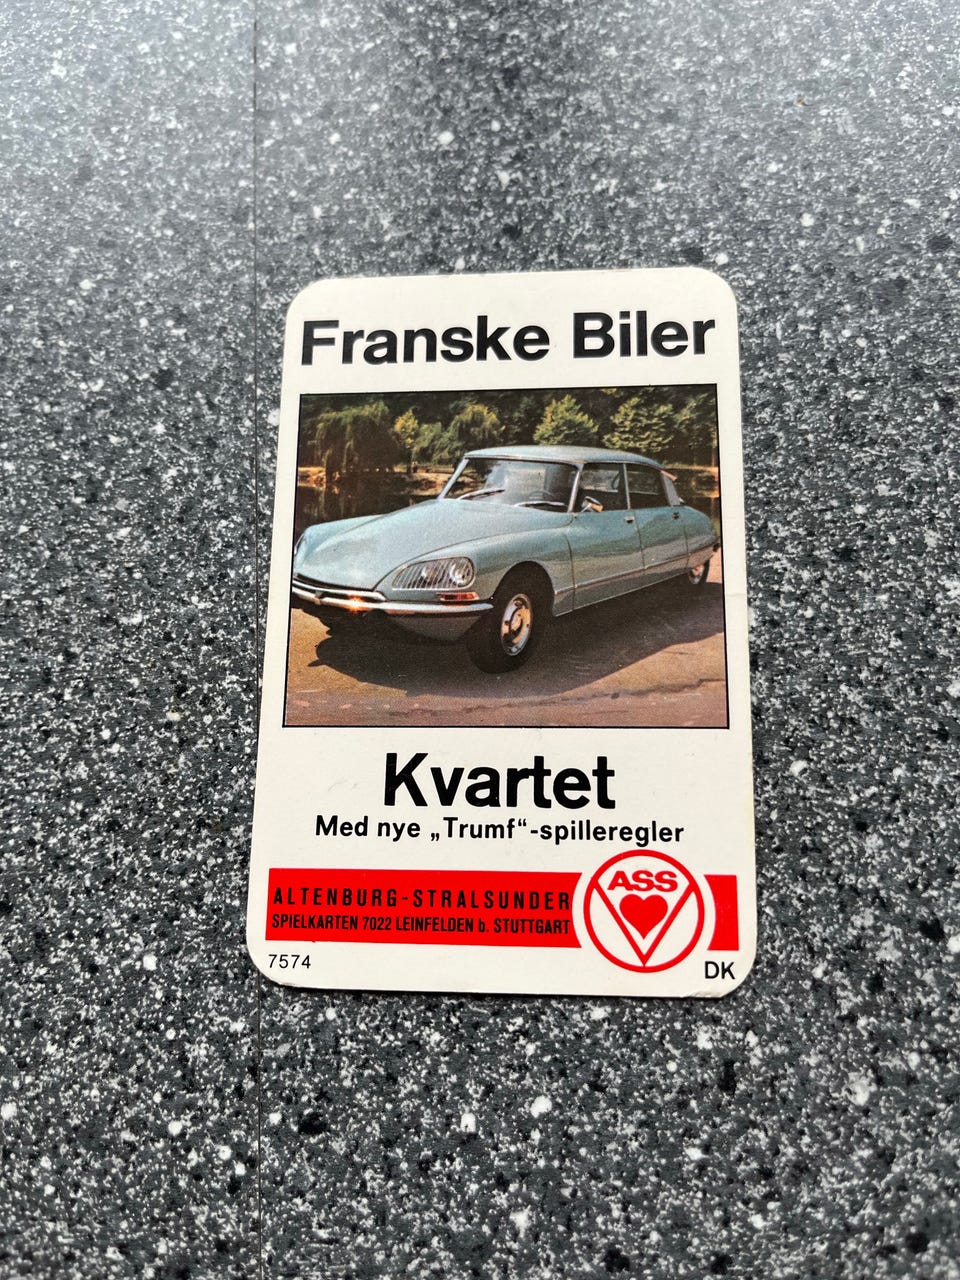 Franske Biler
Kvartet
Med nye „Trumf“-spilleregler
ALTENBURG-STRALSUNDER
SPIELKARTEN 7022 LEINFELDEN b. STUTTGART
ASS
7574
DK